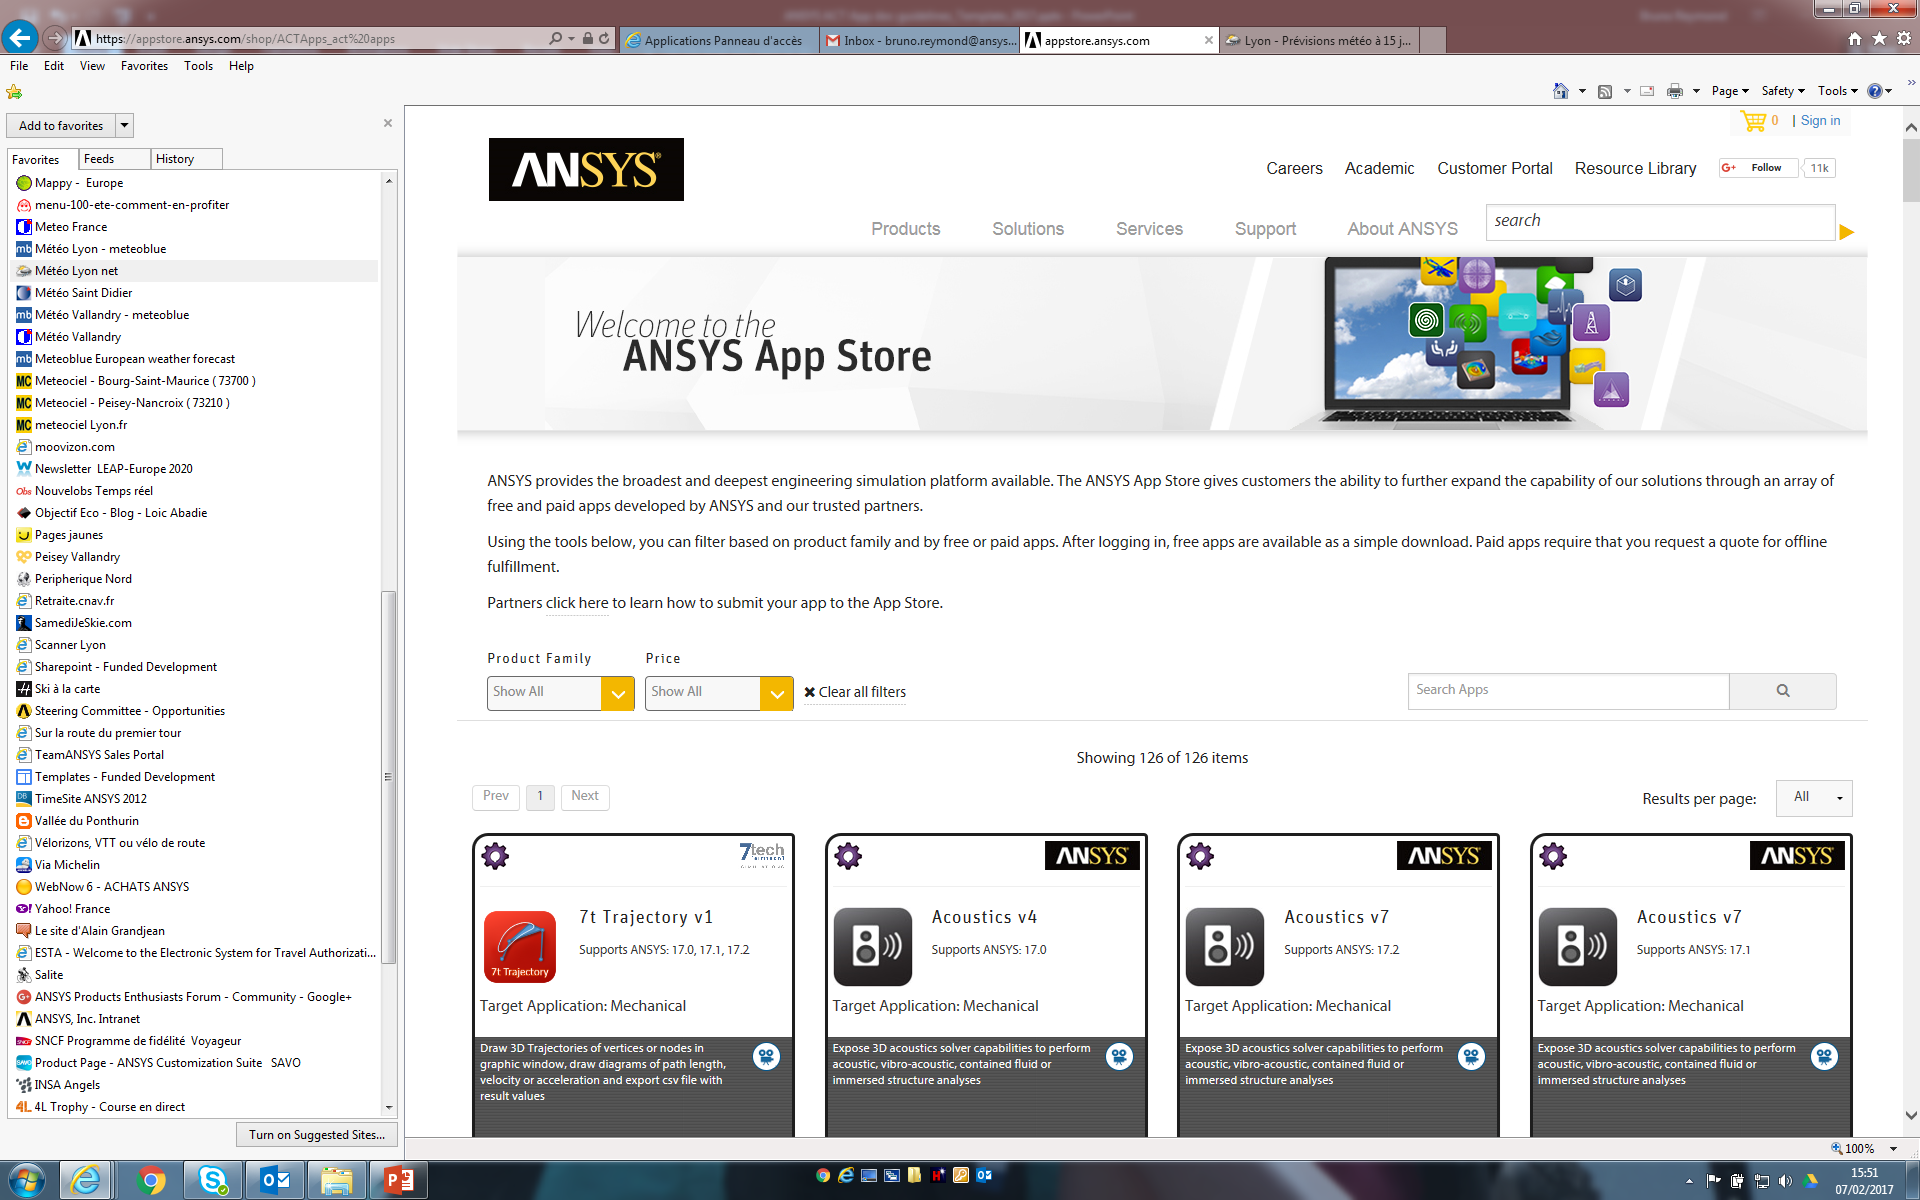 https://appstore.ansys.com/shop/ACTApps_act%20apps
Applications Panneau d'accès
Inbox - bruno.reymond@ansys...
appstore.ansys.com
Lyon - Prévisions météo à 15 j...
File Edit View Favorites Tools Help
Page Safety Tools
Add to favorites
Favorites Feeds History
Mappy - Europe
menu-100-ete-comment-en-profiter
Meteo France
Météo Lyon - meteoblue
Météo Lyon net
Météo Saint Didier
Météo Vallandry - meteoblue
Météo Vallandry
Meteoblue European weather forecast
Meteociel - Bourg-Saint-Maurice ( 73700 )
Meteociel - Peisey-Nancroix ( 73210 )
meteociel Lyon.fr
moovizon.com
Newsletter LEAP-Europe 2020
Nouvelobs Temps réel
Objectif Eco - Blog - Loic Abadie
Pages jaunes
Peisey Vallandry
Peripherique Nord
Retraite.cnav.fr
SamediJeSkie.com
Scanner Lyon
Sharepoint - Funded Development
Ski à la carte
Steering Committee - Opportunities
Sur la route du premier tour
TeamANSYS Sales Portal
Templates - Funded Development
TimeSite ANSYS 2012
Vallée du Ponthurin
Vélorizons, VTT ou vélo de route
Via Michelin
WebNow 6 - ACHATS ANSYS
Yahoo! France
Le site d'Alain Grandjean
ESTA - Welcome to the Electronic System for Travel Authorizati...
Salite
ANSYS Products Enthusiasts Forum - Community - Google+
ANSYS, Inc. Intranet
SNCF Programme de fidélité Voyageur
Product Page - ANSYS Customization Suite SAVO
INSA Angels
4L Trophy - Course en direct
Turn on Suggested Sites...
0 | Sign in
ANSYS®
Careers Academic Customer Portal Resource Library
G+ Follow 11k
Products Solutions Services Support About ANSYS
search
Welcome to the
ANSYS App Store
ANSYS provides the broadest and deepest engineering simulation platform available. The ANSYS App Store gives customers the ability to further expand the capability of our solutions through an array of
free and paid apps developed by ANSYS and our trusted partners.
Using the tools below, you can filter based on product family and by free or paid apps. After logging in, free apps are available as a simple download. Paid apps require that you request a quote for offline
fulfillment.
Partners click here to learn how to submit your app to the App Store.
Product Family Price
Show All Show All Clear all filters
Search Apps
Showing 126 of 126 items
Prev 1 Next
Results per page: All
7tech
7t Trajectory
7t Trajectory v1
Supports ANSYS: 17.0, 17.1, 17.2
Target Application: Mechanical
Draw 3D Trajectories of vertices or nodes in
graphic window, draw diagrams of path length,
velocity or acceleration and export csv file with
result values
ANSYS
Acoustics v4
Supports ANSYS: 17.0
Target Application: Mechanical
Expose 3D acoustics solver capabilities to perform
acoustic, vibro-acoustic, contained fluid or
immersed structure analyses
ANSYS
Acoustics v7
Supports ANSYS: 17.2
Target Application: Mechanical
Expose 3D acoustics solver capabilities to perform
acoustic, vibro-acoustic, contained fluid or
immersed structure analyses
ANSYS
Acoustics v7
Supports ANSYS: 17.1
Target Application: Mechanical
Expose 3D acoustics solver capabilities to perform
acoustic, vibro-acoustic, contained fluid or
immersed structure analyses
100%
15:51
07/02/2017